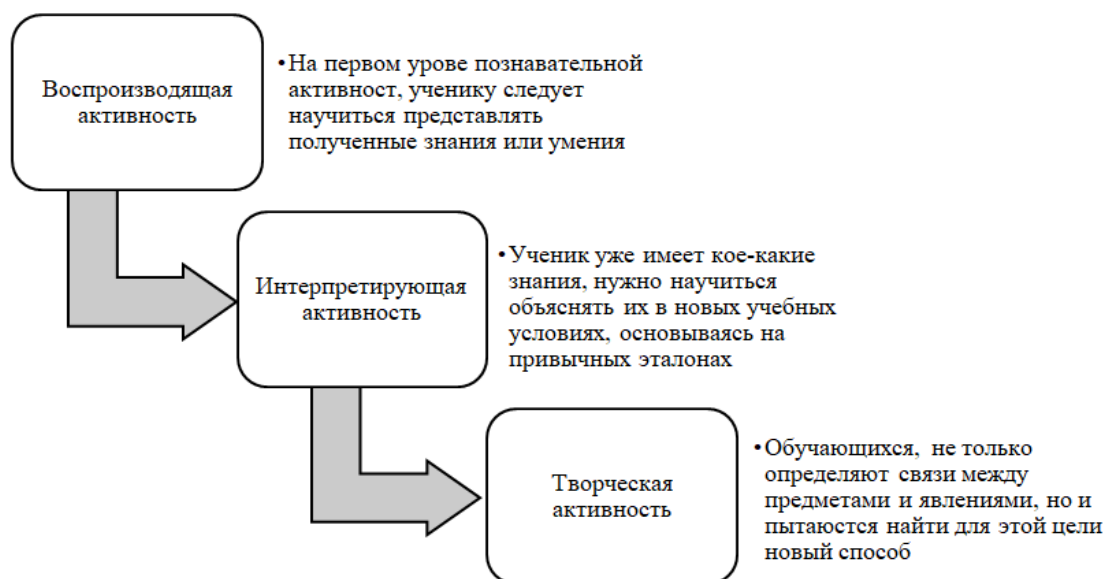 Воспроизводящая
активность
•На первом урове познавательной
активност, ученику следует
научиться представлять
полученные знания или умения
Интерпретирующая
активность
•Ученик уже имеет кое-какие
знания, нужно научиться
объяснять их в новых учебных
условиях, основываясь на
привычных эталонах
Творческая
активность
•Обучающихся, не только
определяют связи между
предметами и явлениями, но и
пытаюстся найти для этой цели
новый способ